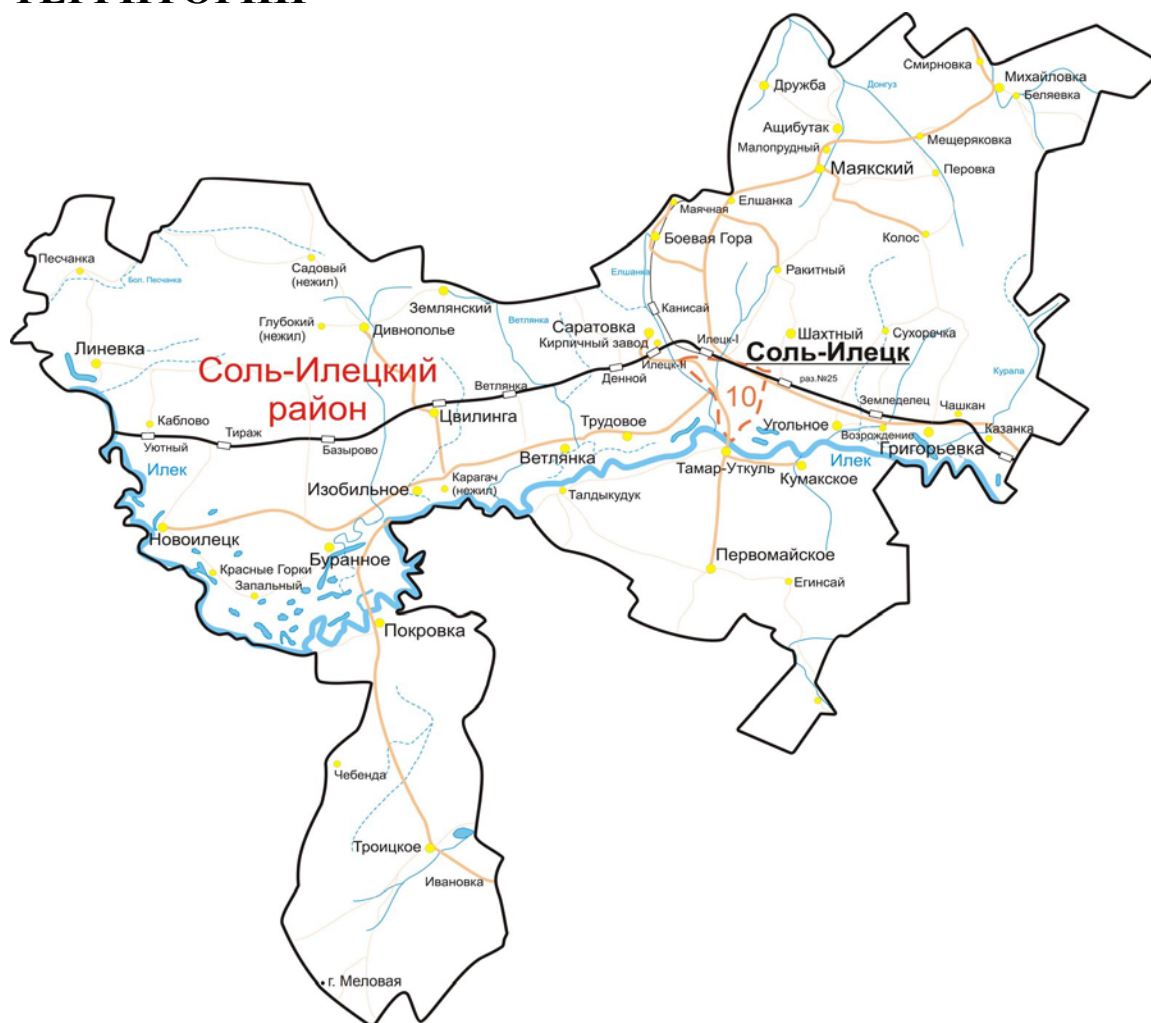 ТЕРРИТОРИИ
Смирновка
Михайловка
Дружба
Донгуз
Беляевка
Ащибутак
Мещеряковка
Малопрудный
Маякский
Перовка
Маячная
Елшанка
Боевая Гора
Колос
Песчанка
Садовый
(нежил)
Бол. Песчанка
Елшанка
Ракитный
Землянский
Канисай
Глубокий
(нежил)
Дивнополье
Ветлянка
Саратовка
Кирпичный завод
Илецк-I
Шахтный
Сухоречка
Линевка
Соль-Илецк
Илецк-II
Соль-Илецкий
район
Денной
раз.№25
Курала
Ветлянка
10
Земледелец
Чашкан
Каблово
Цвилинга
Трудовое
Угольное
Возрождение
Казанка
Тираж
Уютный
Базырово
Григорьевка
Илек
Ветлянка
Тамар-Уткуль
Илек
Кумакское
Изобильное
Карагач
(нежил)
Талдыкудук
Новоилецк
Буранное
Первомайское
Красные Горки
Запальный
Егинсай
Покровка
Чебенда
Троицкое
Ивановка
г. Меловая